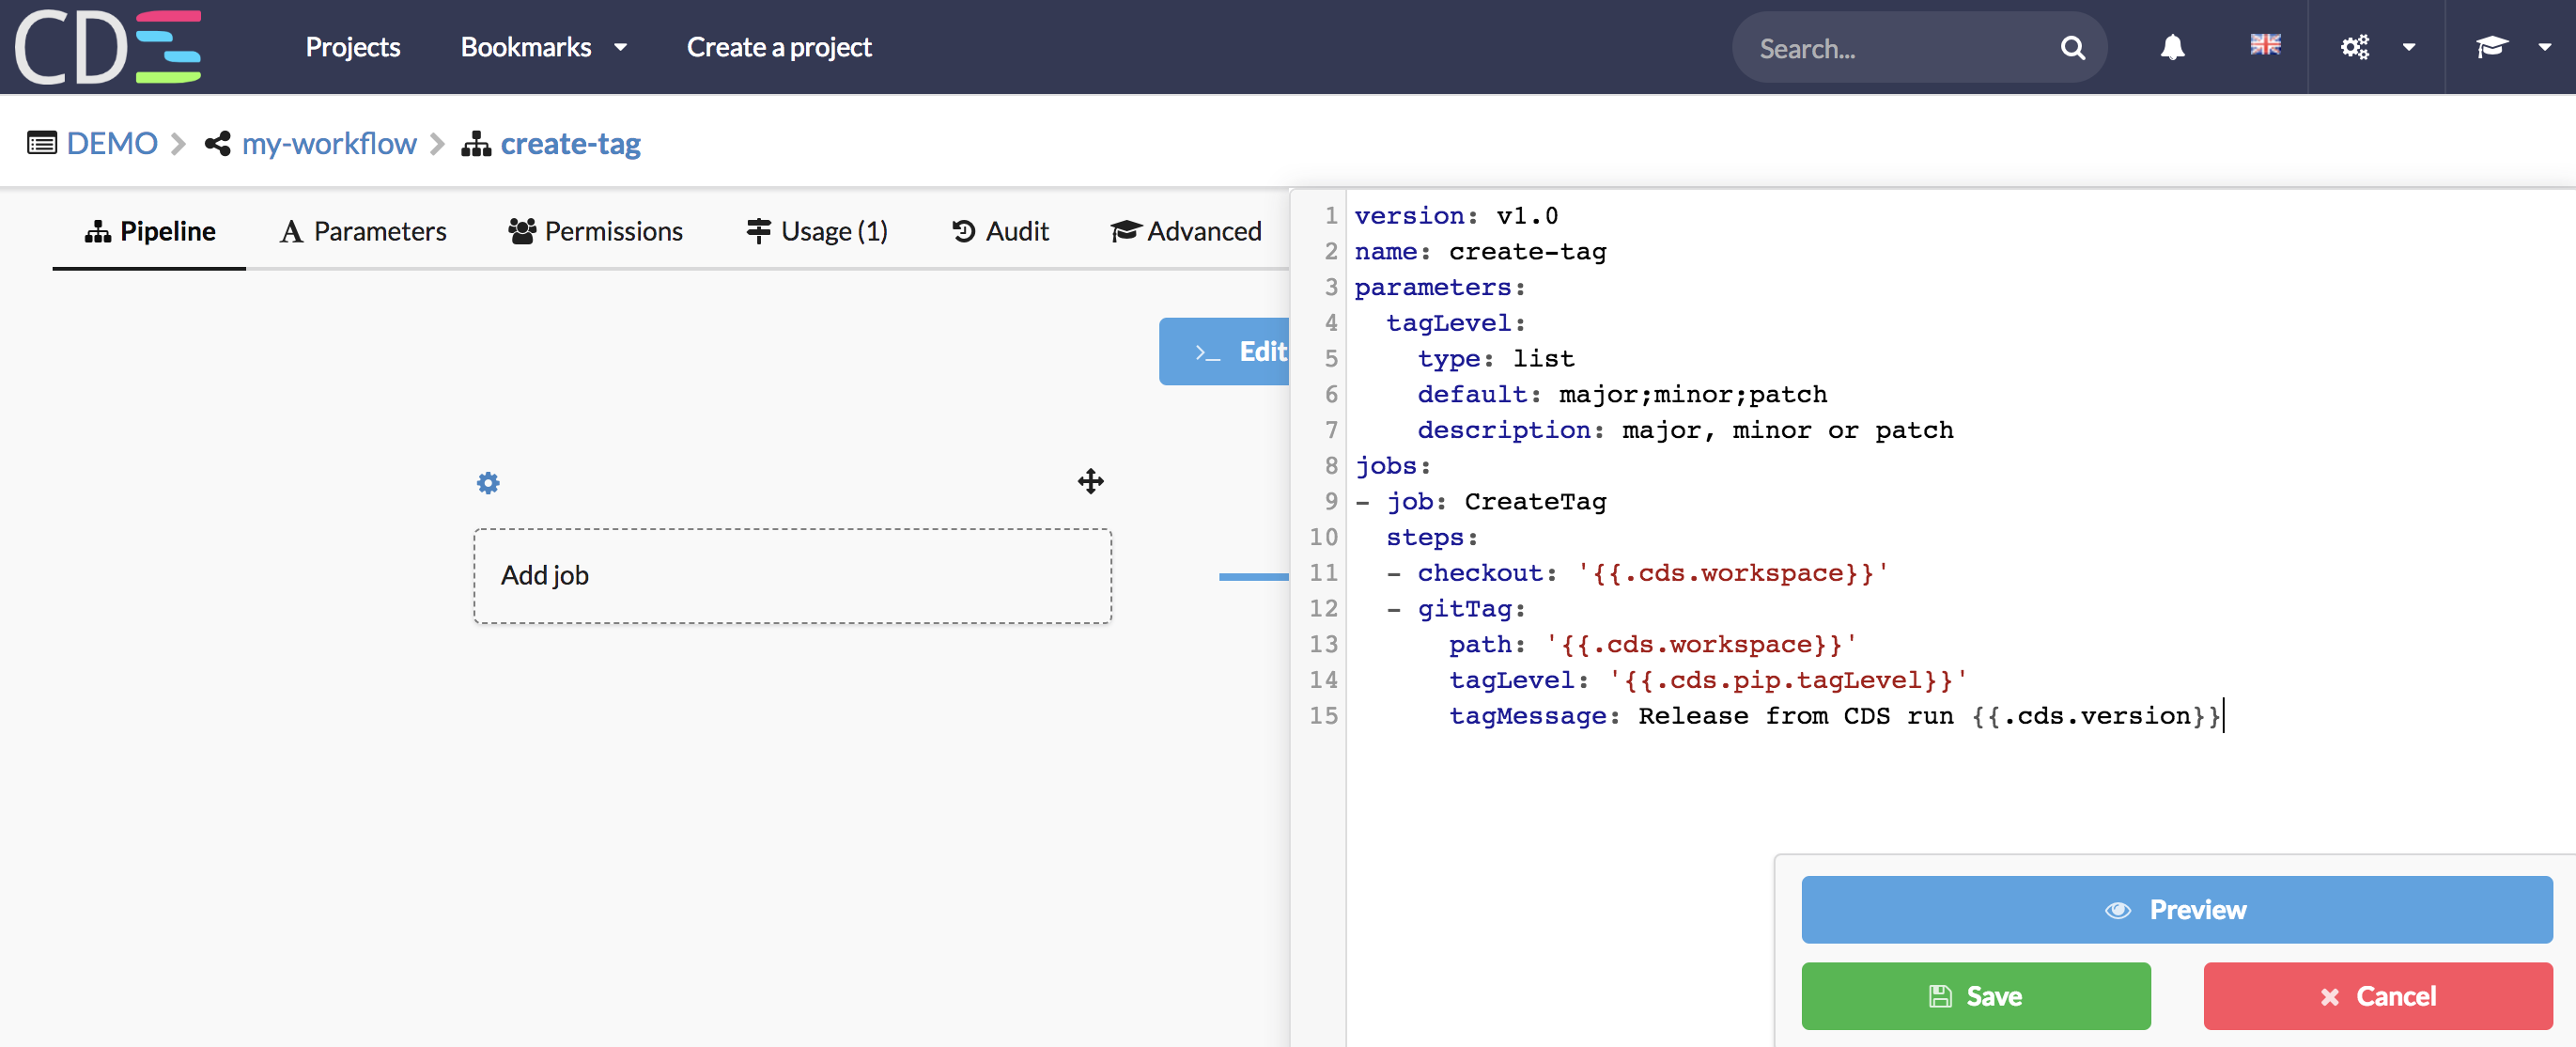 CDS
Projects
Bookmarks
Create a project
Search...
DEMO
my-workflow
create-tag
Pipeline
Parameters
Permissions
Usage (1)
Audit
Advanced
>_ Edit
Add job
1 version: v1.0
2 name: create-tag
3 parameters:
4   tagLevel:
5     type: list
6     default: major;minor;patch
7     description: major, minor or patch
8 jobs:
9 - job: CreateTag
10   steps:
11   - checkout: '{{.cds.workspace}}'
12   - gitTag:
13       path: '{{.cds.workspace}}'
14       tagLevel: '{{.cds.pip.tagLevel}}'
15       tagMessage: Release from CDS run {{.cds.version}}
Preview
Save
Cancel